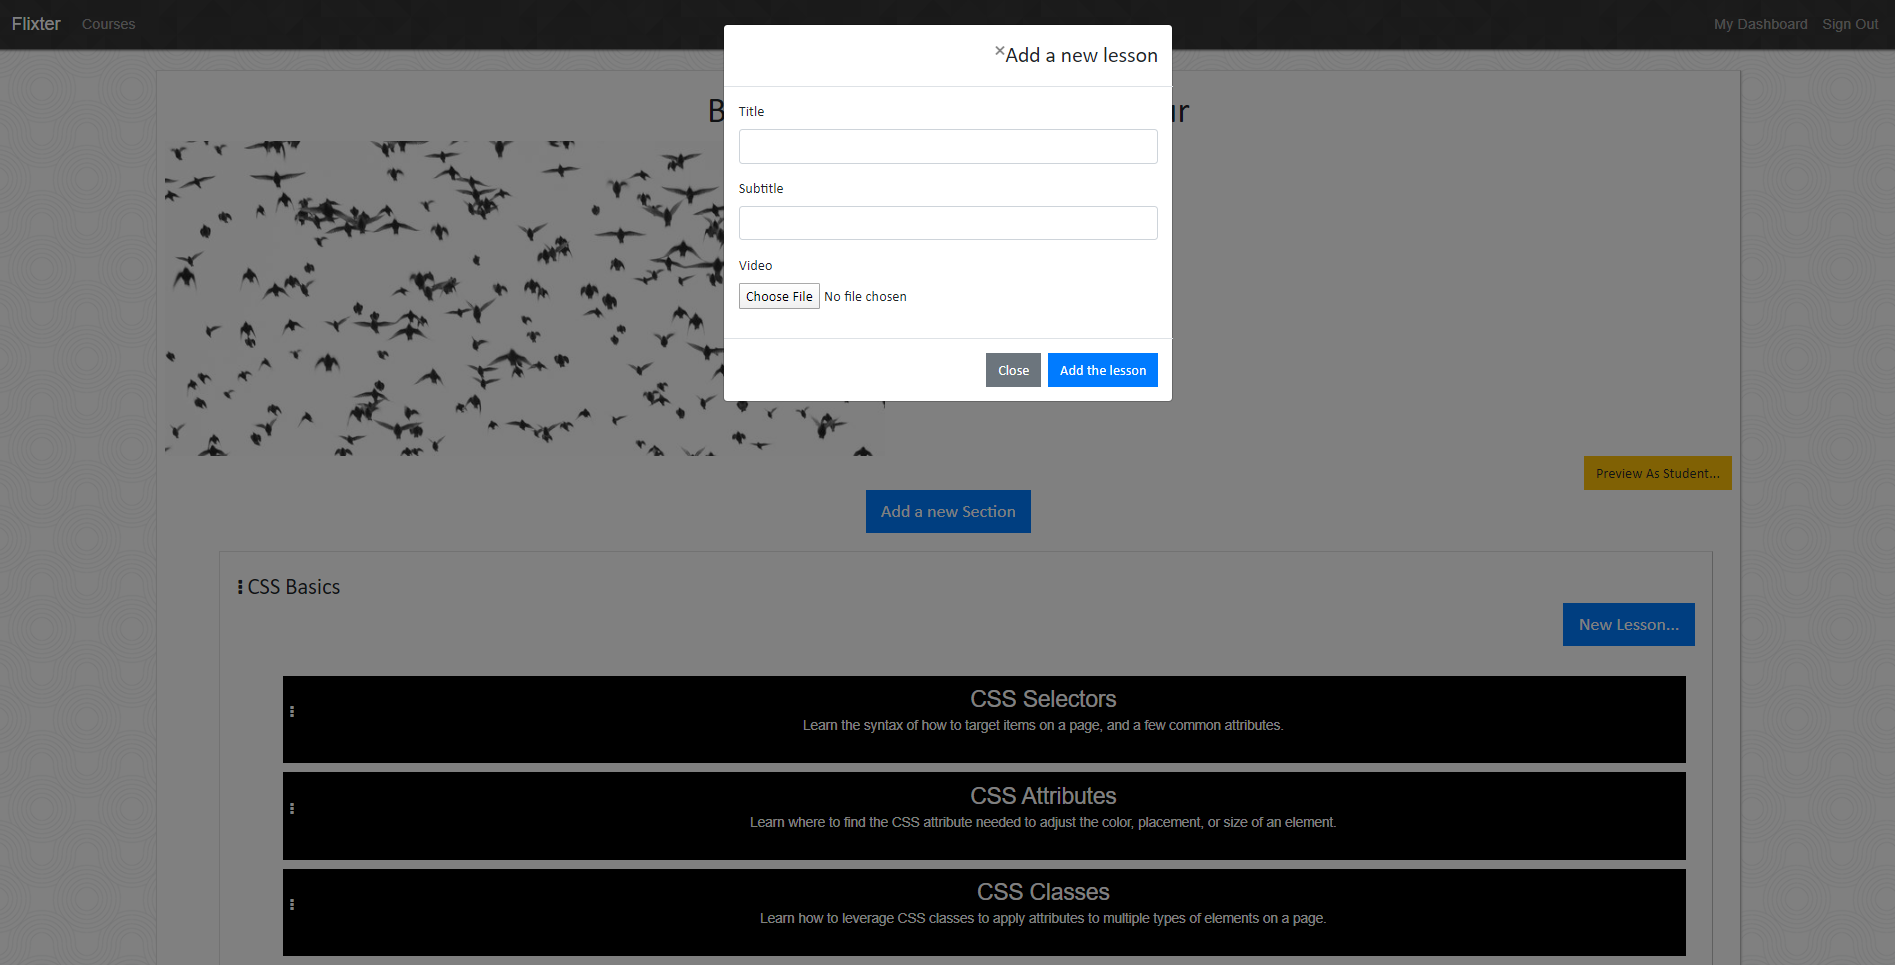 Flixter Courses My Dashboard Sign Out
×Add a new lesson
Title
Subtitle
Video
Choose File No file chosen
Close Add the lesson
Preview As Student...
Add a new Section
CSS Basics
New Lesson...
CSS Selectors
Learn the syntax of how to target items on a page, and a few common attributes.
CSS Attributes
Learn where to find the CSS attribute needed to adjust the color, placement, or size of an element.
CSS Classes
Learn how to leverage CSS classes to apply attributes to multiple types of elements on a page.